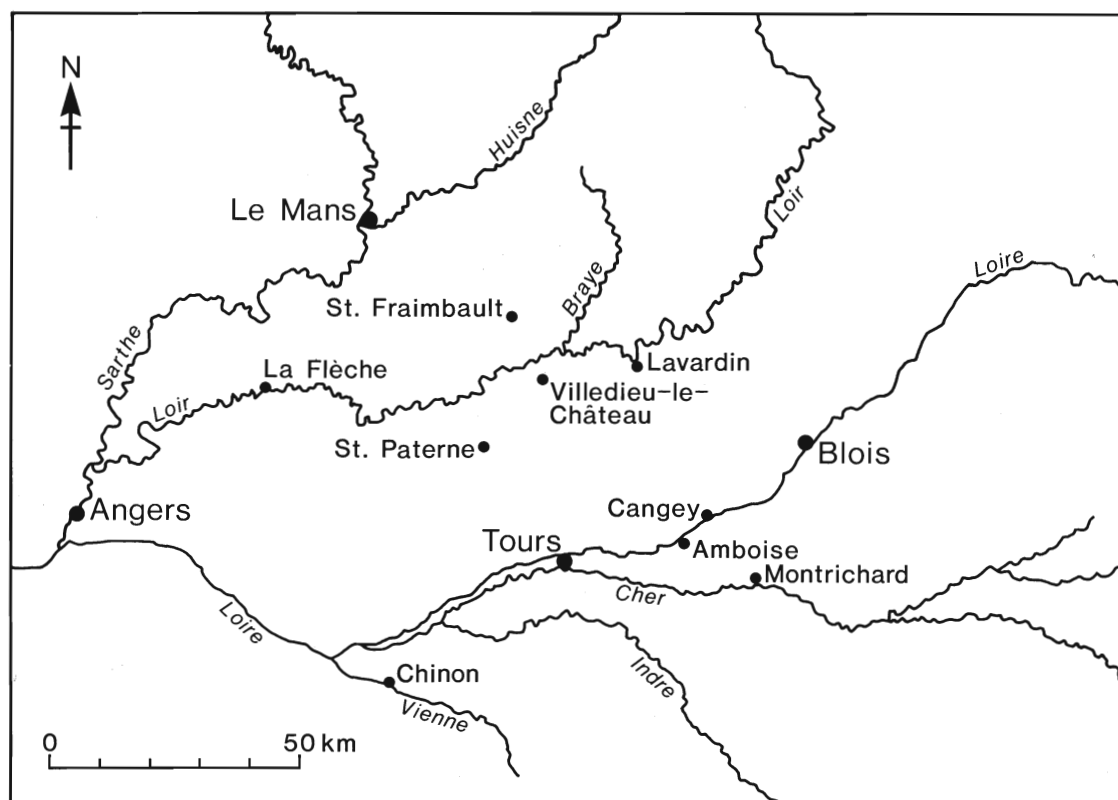 N
Huisne
Le Mans
Loir
Loire
Braye
St. Fraimbault
Sarthe
La Flèche
Lavardin
Loir
Villedieu-le-
Château
St. Paterne
Blois
Angers
Cangey
Tours
Amboise
Montrichard
Cher
Loire
Chinon
Indre
Vienne
0 50 km